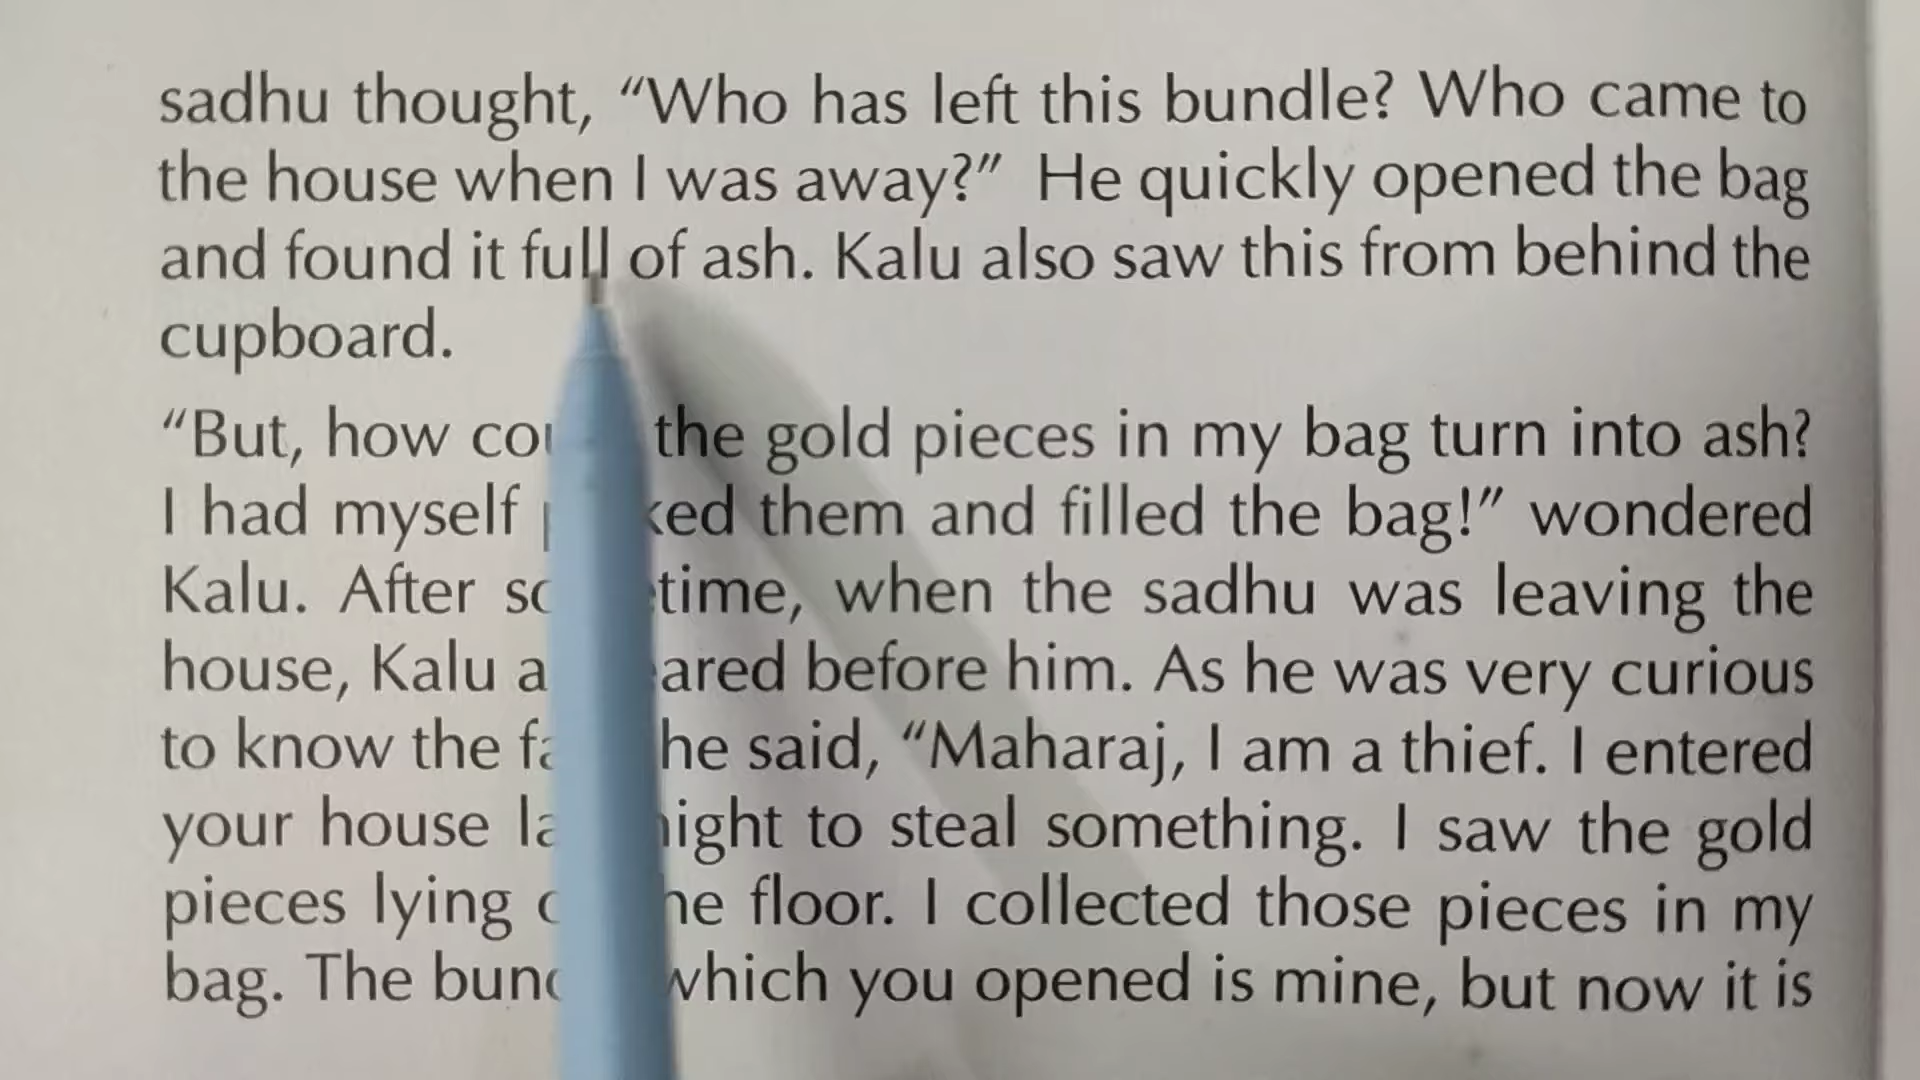 sadhu thought, “Who has left this bundle? Who came to
the house when I was away?” He quickly opened the bag
and found it full of ash. Kalu also saw this from behind the
cupboard.
“But, how the gold pieces in my bag turn into ash?
I had myself them and filled the bag!” wondered
Kalu. After when the sadhu was leaving the
house, Kalu before him. As he was very curious
to know the he said, “Maharaj, I am a thief. I entered
your house to steal something. I saw the gold
pieces lying floor. I collected those pieces in my
bag. The which you opened is mine, but now it is